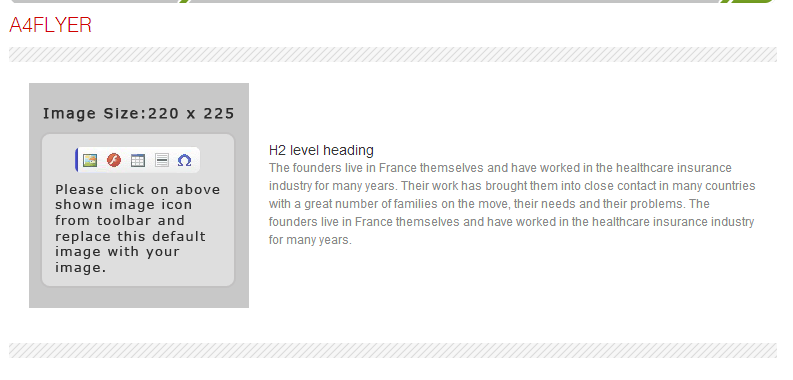 A4FLYER
Image Size:220 x 225
Please click on above
shown image icon
from toolbar and
replace this default
image with your
image.
H2 level heading
The founders live in France themselves and have worked in the healthcare insurance
industry for many years. Their work has brought them into close contact in many countries
with a great number of families on the move, their needs and their problems. The
founders live in France themselves and have worked in the healthcare insurance industry
for many years.